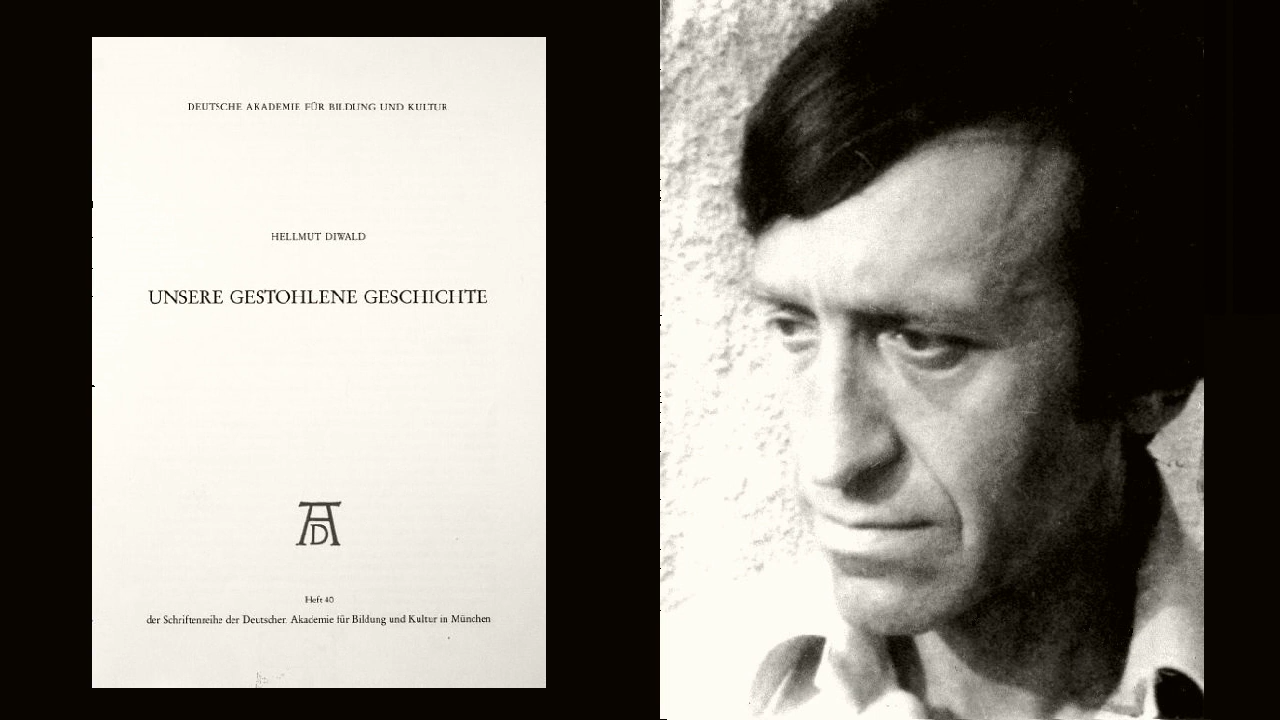 DEUTSCHE AKADEMIE FÜR BILDUNG UND KULTUR
HELLMUT DIWALD
UNSERE GESTOHLENE GESCHICHTE
AD
Heft 40
der Schriftenreihe der Deutscher. Akademie für Bildung und Kultur in München